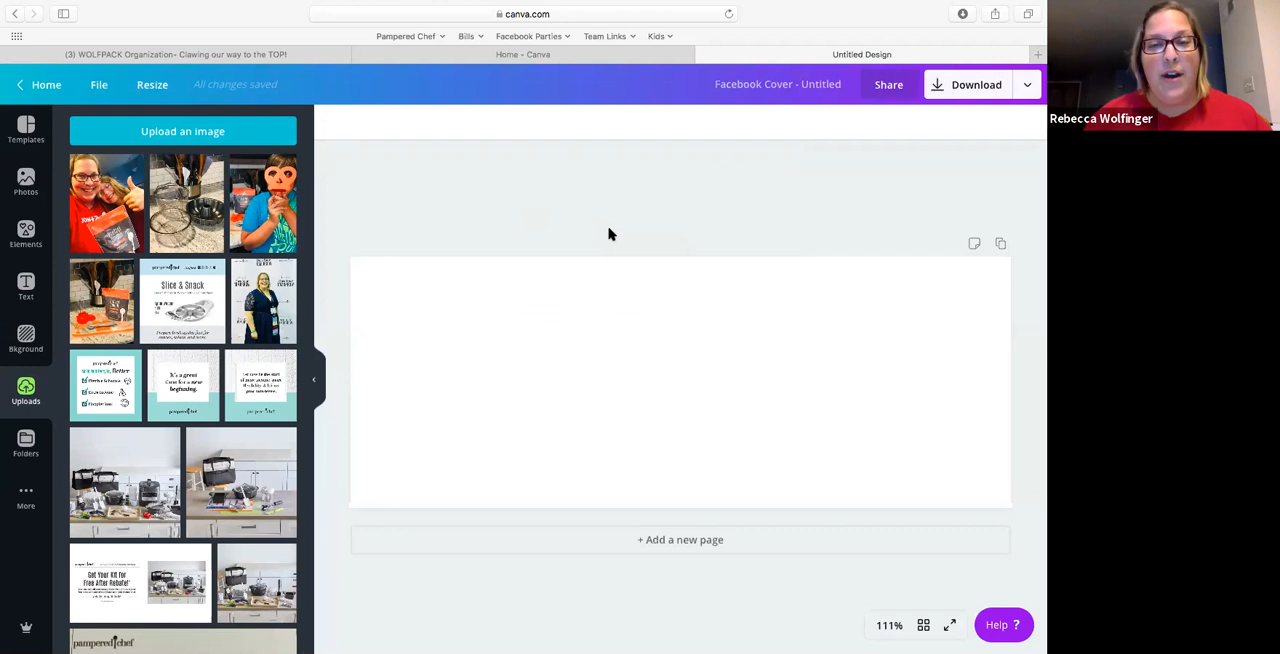 canva.com
Pampered Chef
Bills
Facebook Parties
Team Links
Kids
(3) WOLFPACK Organization- Clawing our way to the TOP!
Home - Canva
Untitled Design
Home
File
Resize
All changes saved
Facebook Cover - Untitled
Share
Download
Rebecca Wolfinger
Templates
Photos
Elements
Text
Bkground
Uploads
Folders
More
Upload an image
Slice & Snack
It's a great
time for a new
beginning.
pampered chef
Get Your Kit for
Free After Rebate!*
pampered chef
+ Add a new page
111%
Help ?